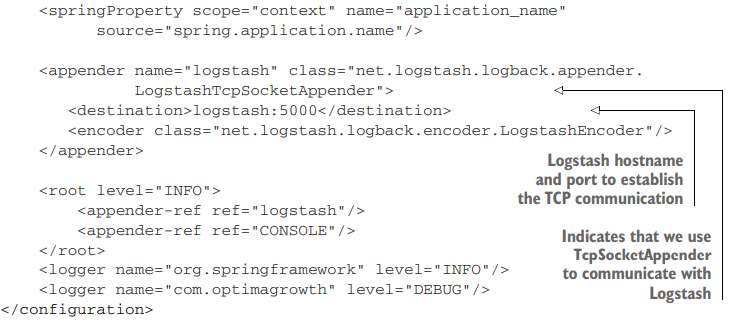 <springProperty scope="context" name="application_name"
source="spring.application.name"/>
<appender name="logstash" class="net.logstash.logback.appender.
LogstashTcpSocketAppender">
<destination>logstash:5000</destination>
<encoder class="net.logstash.logback.encoder.LogstashEncoder"/>
</appender>
Logstash hostname
and port to establish
the TCP communication
<root level="INFO">
<appender-ref ref="logstash"/>
<appender-ref ref="CONSOLE"/>
</root>
<logger name="org.springframework" level="INFO"/>
<logger name="com.optimagrowth" level="DEBUG"/>
</configuration>
Indicates that we use
TcpSocketAppender
to communicate with
Logstash